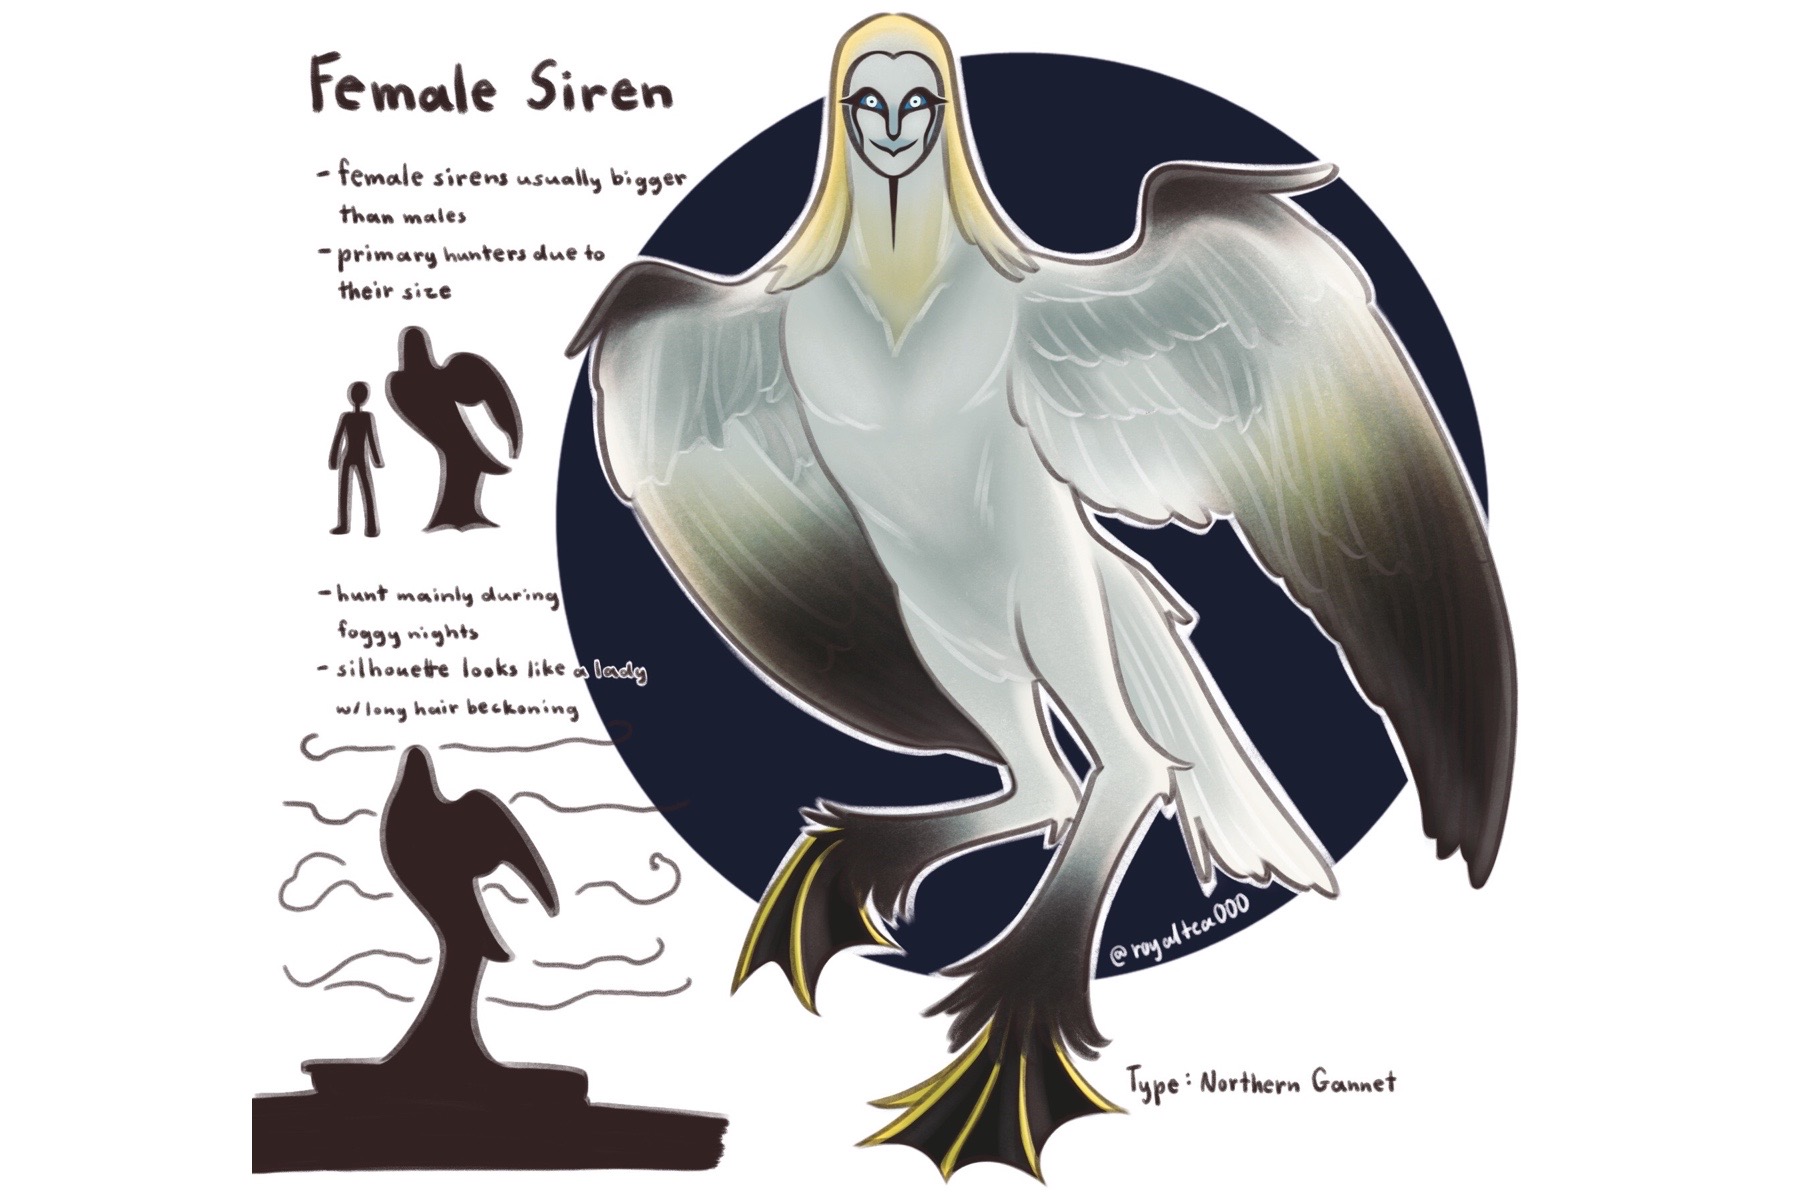 Female Siren
- female sirens usually bigger
than males
- primary hunters due to
their size
- hunt mainly during
foggy nights
- silhouette looks like a lady
w/ long hair beckoning
@royaltea000
Type: Northern Gannet